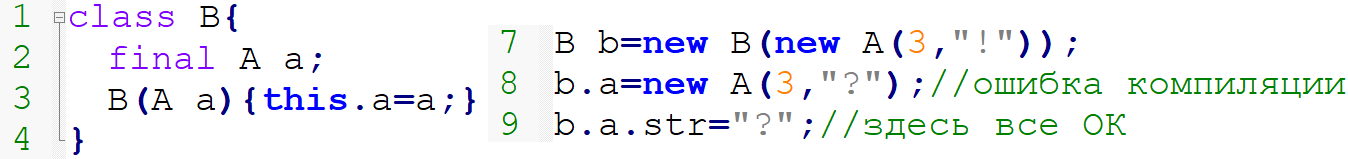 1 class B{
2 final A a;
3 B(A a){this.a=a;}
4 }
7 B b=new B(new A(3,"!"));
8 b.a=new A(3,"?");//ошибка компиляции
9 b.a.str="?";//здесь все ОК